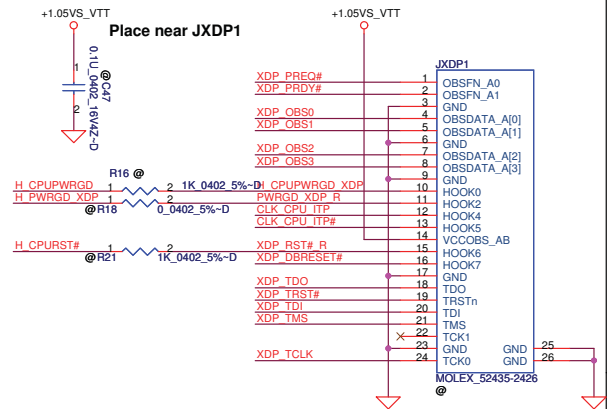 +1.05VS_VTT
Place near JXDP1
+1.05VS_VTT
1
2
@C47
0.1U_0402_16V4Z~D
JXDP1
XDP_PREQ# 1 OBSFN_A0
XDP_PRDY# 2 OBSFN_A1
3 GND
XDP_OBS0 4 OBSDATA_A[0]
XDP_OBS1 5 OBSDATA_A[1]
6 GND
XDP_OBS2 7 OBSDATA_A[2]
XDP_OBS3 8 OBSDATA_A[3]
9 GND
R16 @
H_CPUPWRGD 1 2 1K_0402_5%~D H_CPUPWRGD_XDP 10 HOOK0
H_PWRGD_XDP 1 2 PWRGD_XDP_R 11 HOOK2
@R18 0_0402_5%~D CLK_CPU_ITP 12 HOOK4
CLK_CPU_ITP# 13 HOOK5
14 VCCOBS_AB
H_CPURST# 1 2 XDP_RST#_R 15 HOOK6
@R21 1K_0402_5%~D XDP_DBRESET# 16 HOOK7
17 GND
XDP_TDO 18 TDO
XDP_TRST# 19 TRSTn
XDP_TDI 20 TDI
XDP_TMS 21 TMS
22 TCK1
23 GND GND 25
XDP_TCLK 24 TCK0 GND 26
MOLEX_52435-2426
@